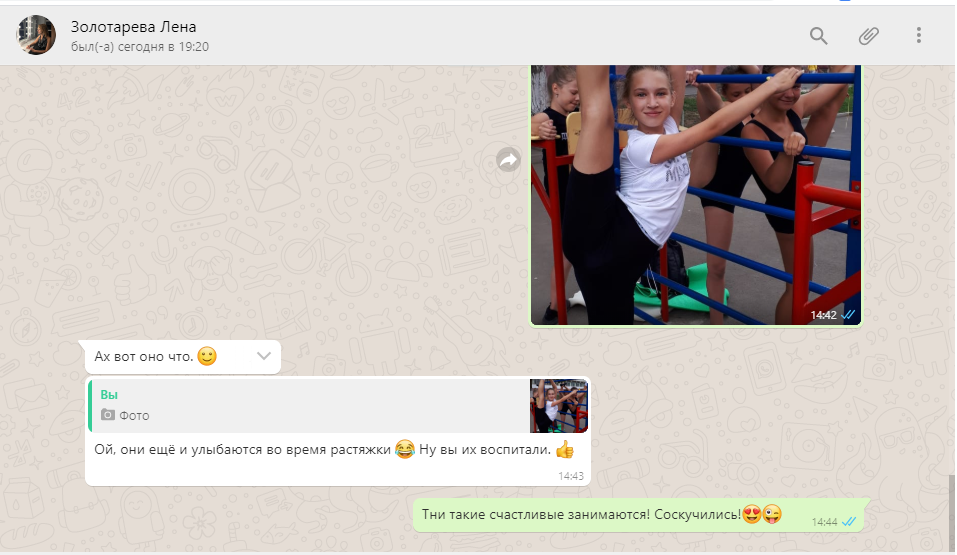 Золотарева Лена
был(-а) сегодня в 19:20
14:42
Ах вот оно что. 🙂
Вы
Фото
Ой, они ещё и улыбаются во время растяжки 😂 Ну вы их воспитали. 👍
14:43
Тни такие счастливые занимаются! Соскучились!😍😜
14:44